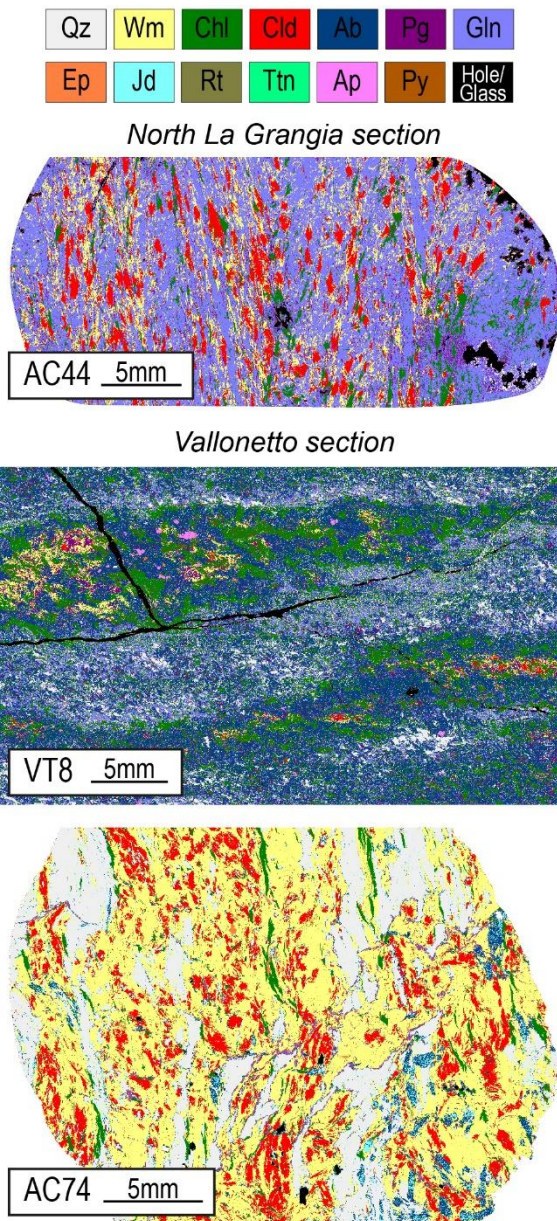 Qz Wm Chl Cld Ab Pg Gln
Ep Jd Rt Ttn Ap Py Hole/
Glass
North La Grangia section
AC44 5mm
Vallonetto section
VT8 5mm
AC74 5mm